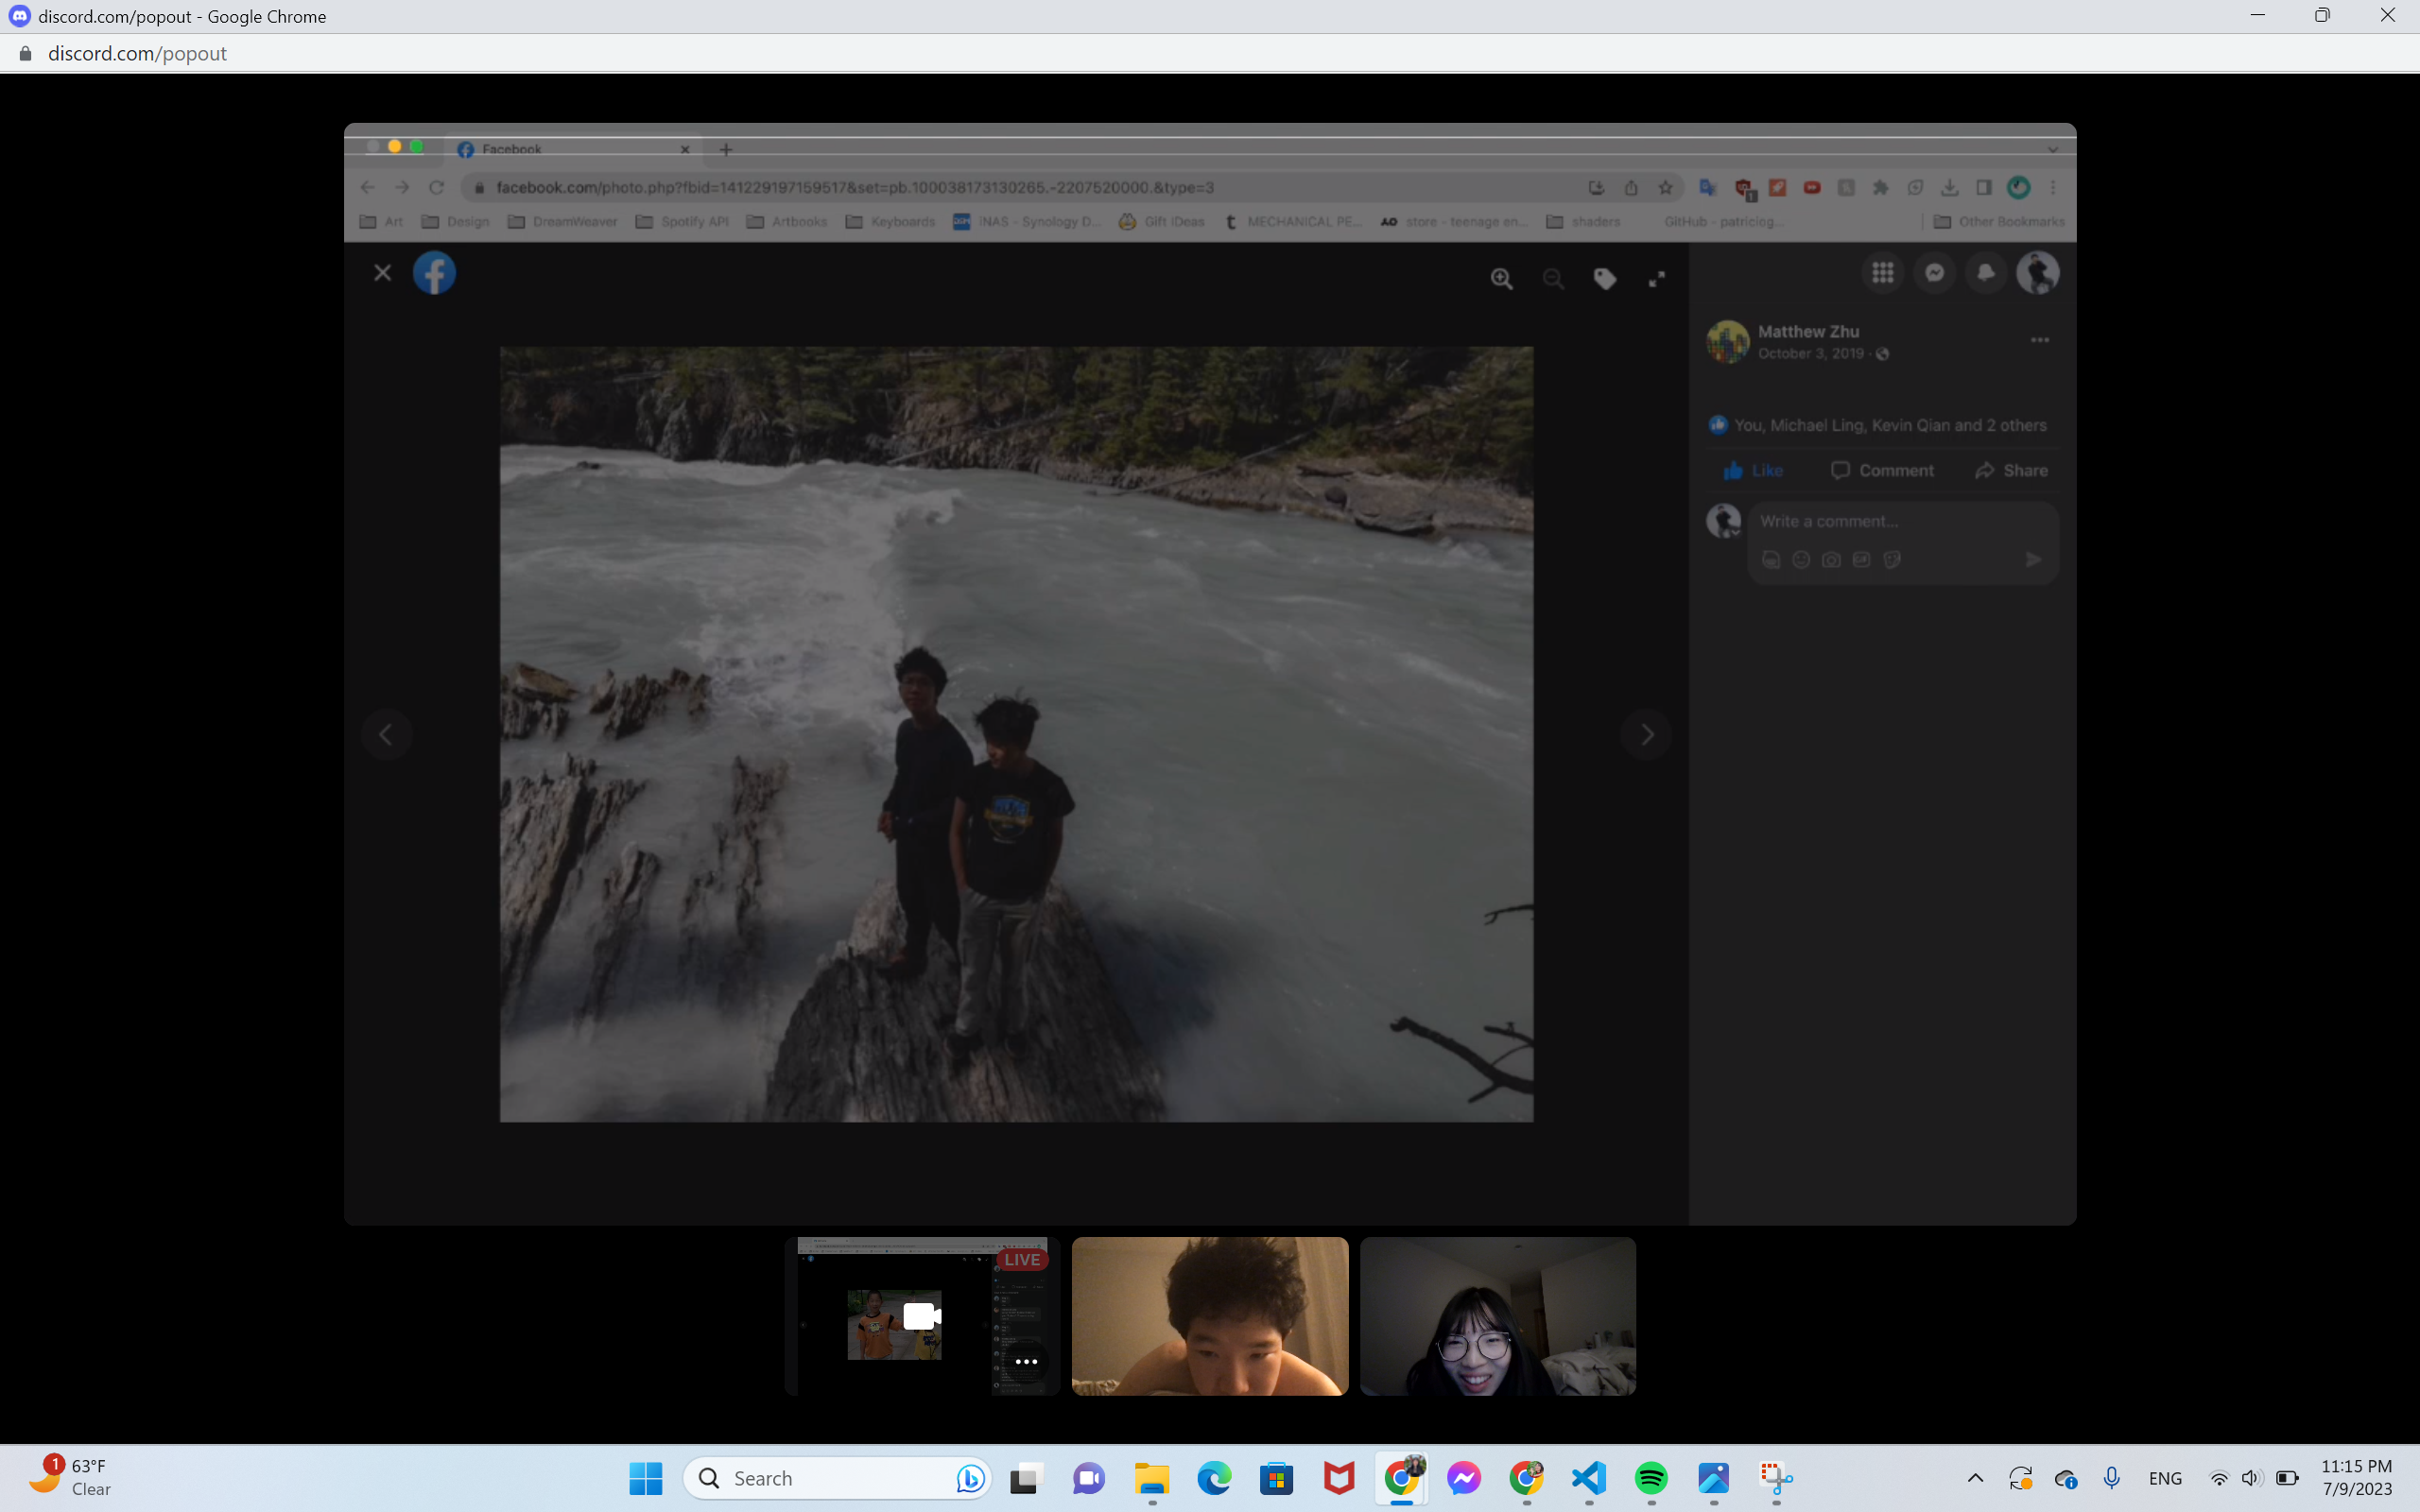 discord.com/popout - Google Chrome
discord.com/popout
Facebook
facebook.com/photo.php?fbid=141229197159517&set=pb.100038173130265.-2207520000.&type=3
Art Design DreamWeaver Spotify API Artbooks Keyboards iNAS - Synology D... Gift iDeas MECHANICAL PE... store - teenage en... shaders GitHub - patriciog... Other Bookmarks
Matthew Zhu
October 3, 2019 ·
You, Michael Ling, Kevin Qian and 2 others
Like Comment Share
Write a comment...
LIVE
1
63°F
Clear
Search
ENG
11:15 PM
7/9/2023